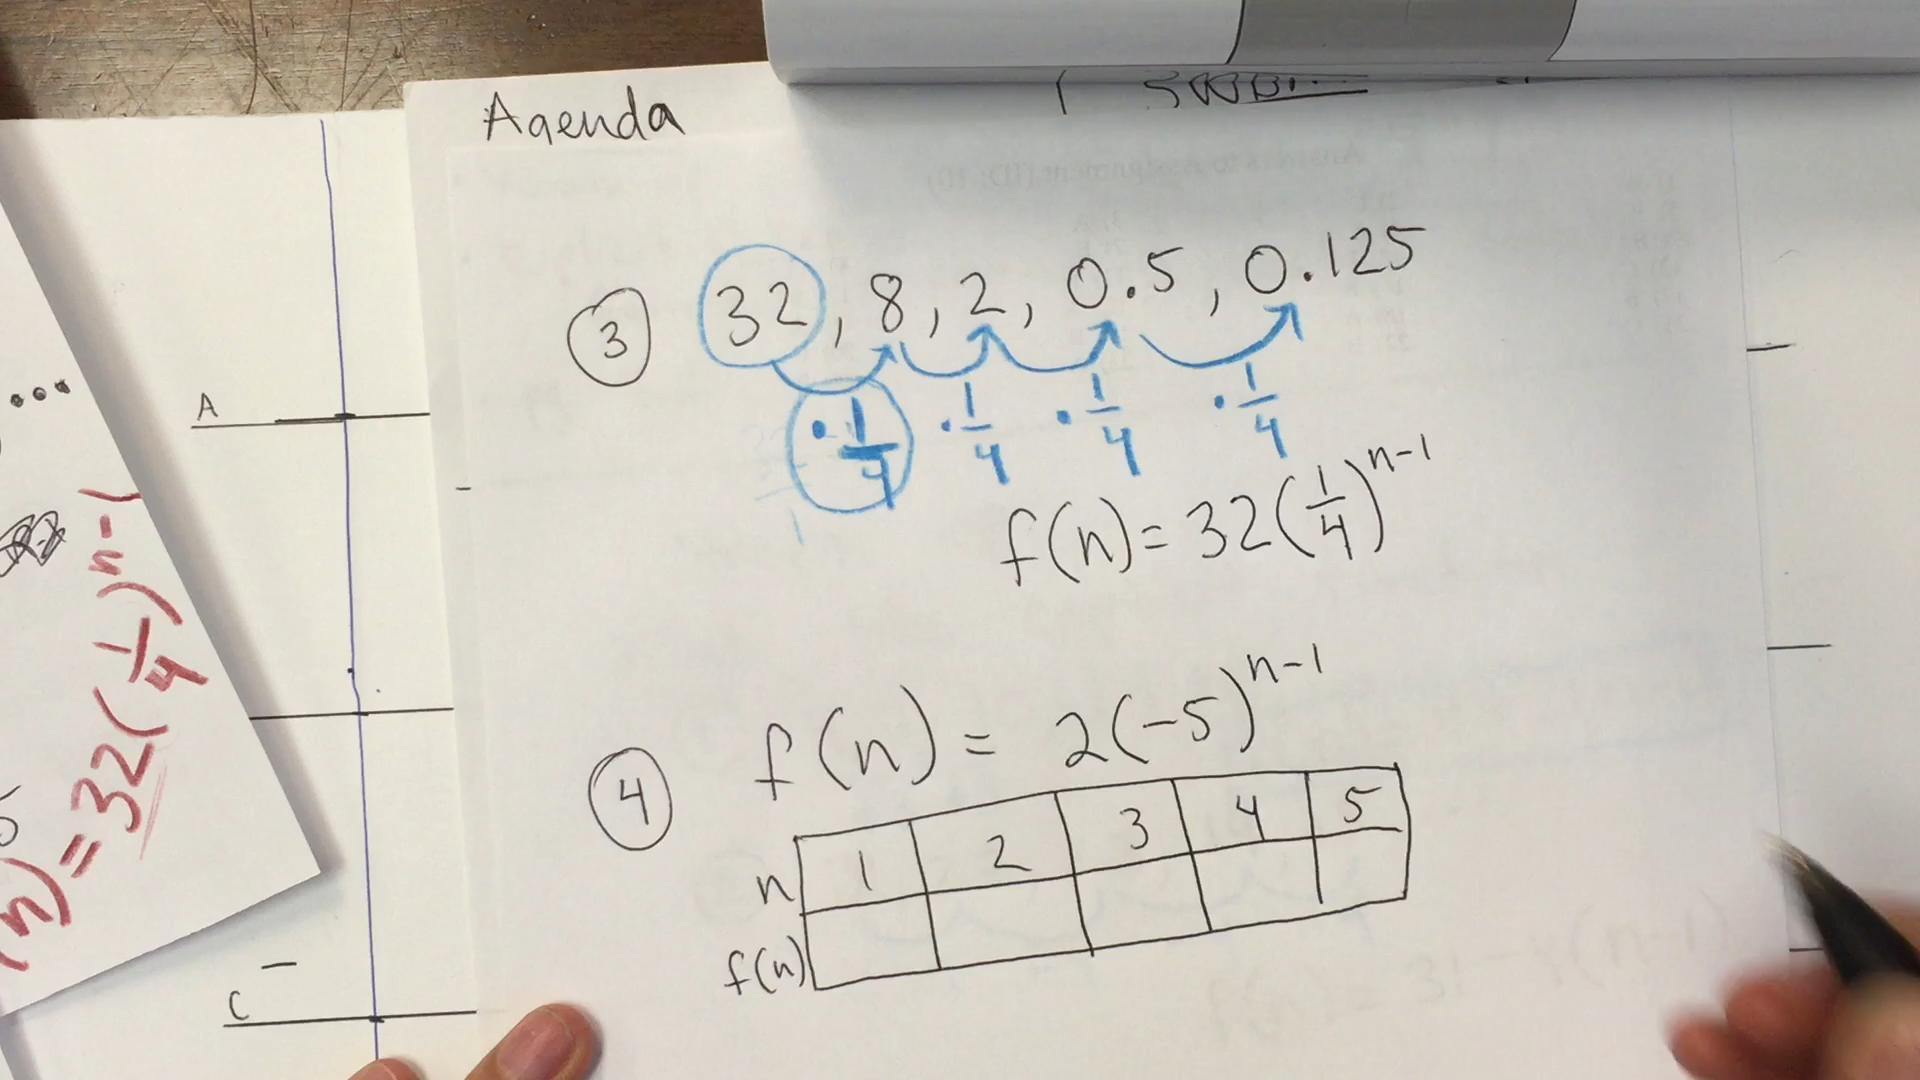 Agenda
③ 32, 8, 2, 0.5, 0.125
· 1/4 · 1/4 · 1/4 · 1/4
f(n) = 32(1/4)^n-1
④ f(n) = 2(-5)^n-1
n 1 2 3 4 5
f(n)
A
C
...
(n) = 32(1/4)^n-1